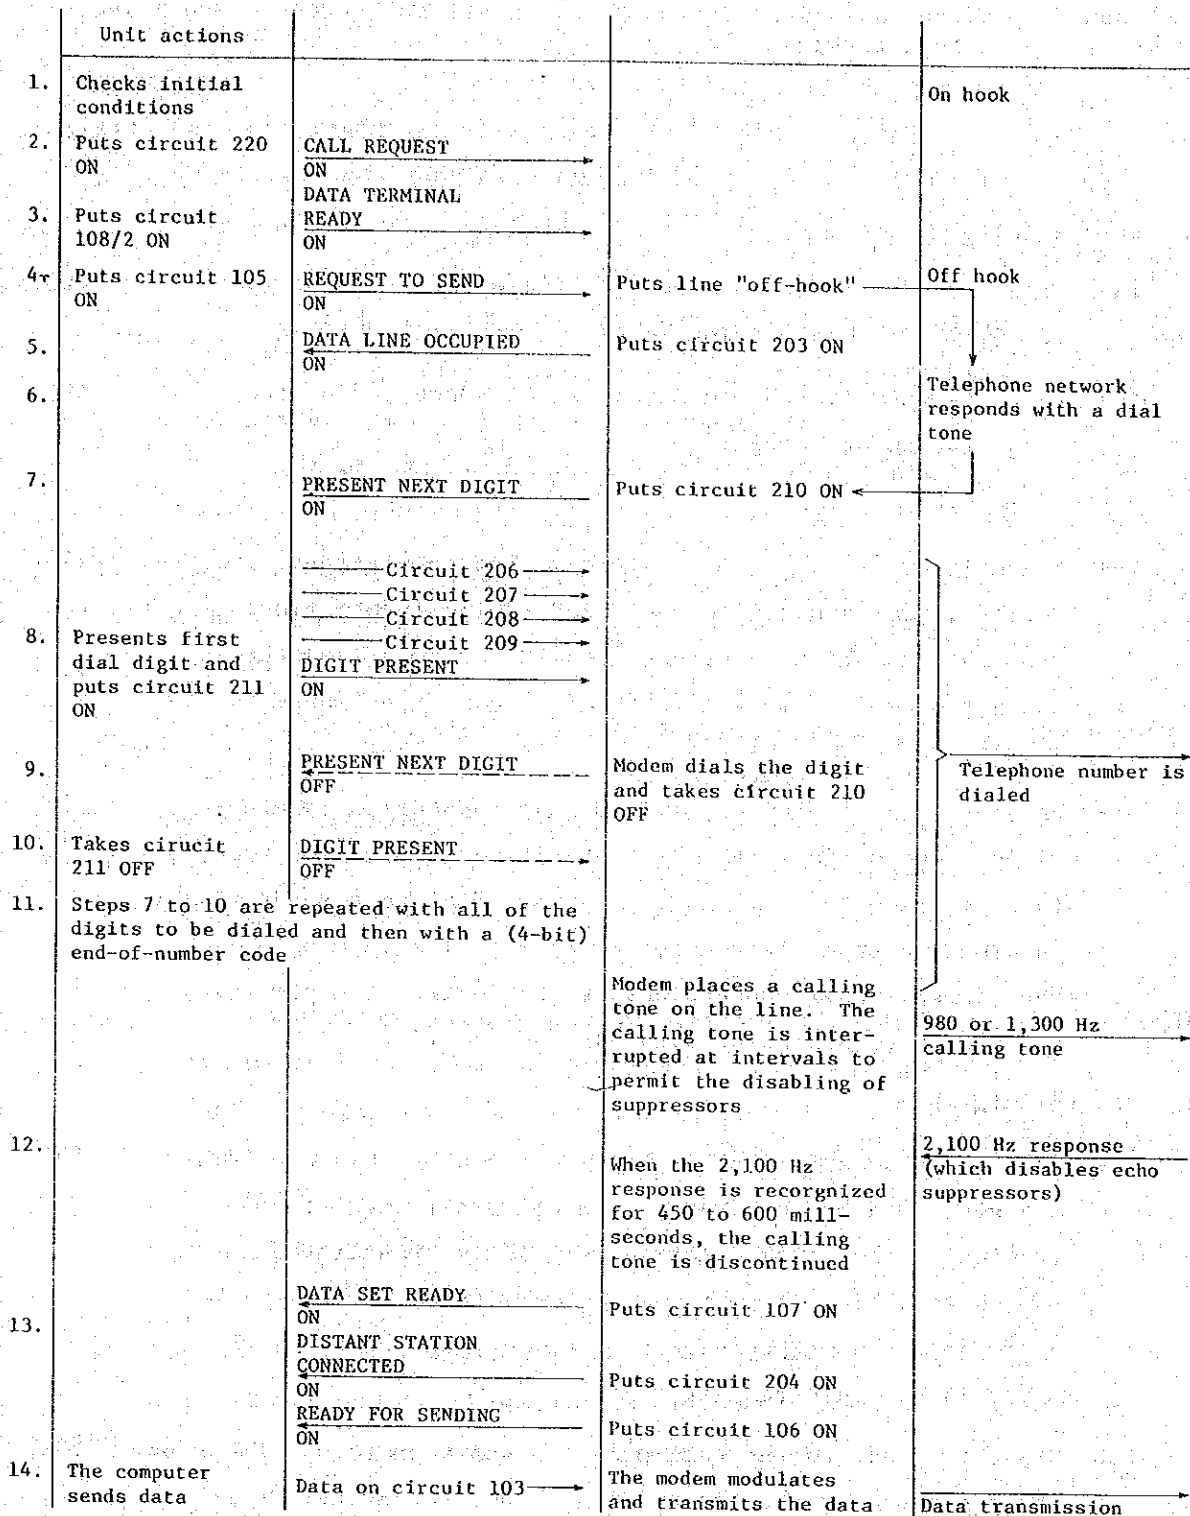 Unit actions
1. Checks initial
conditions
On hook
2. Puts circuit 220
ON
CALL REQUEST
ON
DATA TERMINAL
3. Puts circuit
108/2 ON
READY
ON
4. Puts circuit 105
ON
REQUEST TO SEND
ON
Puts line "off-hook"
Off hook
5.
DATA LINE OCCUPIED
ON
Puts circuit 203 ON
6.
Telephone network
responds with a dial
tone
7.
PRESENT NEXT DIGIT
ON
Puts circuit 210 ON
Circuit 206
Circuit 207
Circuit 208
Circuit 209
8. Presents first
dial digit and
puts circuit 211
ON
DIGIT PRESENT
ON
9.
PRESENT NEXT DIGIT
OFF
Modem dials the digit
and takes circuit 210
OFF
Telephone number is
dialed
10. Takes cirucit
211 OFF
DIGIT PRESENT
OFF
11. Steps 7 to 10 are repeated with all of the
digits to be dialed and then with a (4-bit)
end-of-number code
Modem places a calling
tone on the line. The
calling tone is inter-
rupted at intervals to
permit the disabling of
suppressors
980 or 1,300 Hz
calling tone
12.
When the 2,100 Hz
response is recorgnized
for 450 to 600 mill-
seconds, the calling
tone is discontinued
2,100 Hz response
(which disables echo
suppressors)
13.
DATA SET READY
ON
Puts circuit 107 ON
DISTANT STATION
CONNECTED
ON
Puts circuit 204 ON
READY FOR SENDING
ON
Puts circuit 106 ON
14. The computer
sends data
Data on circuit 103
The modem modulates
and transmits the data
Data transmission